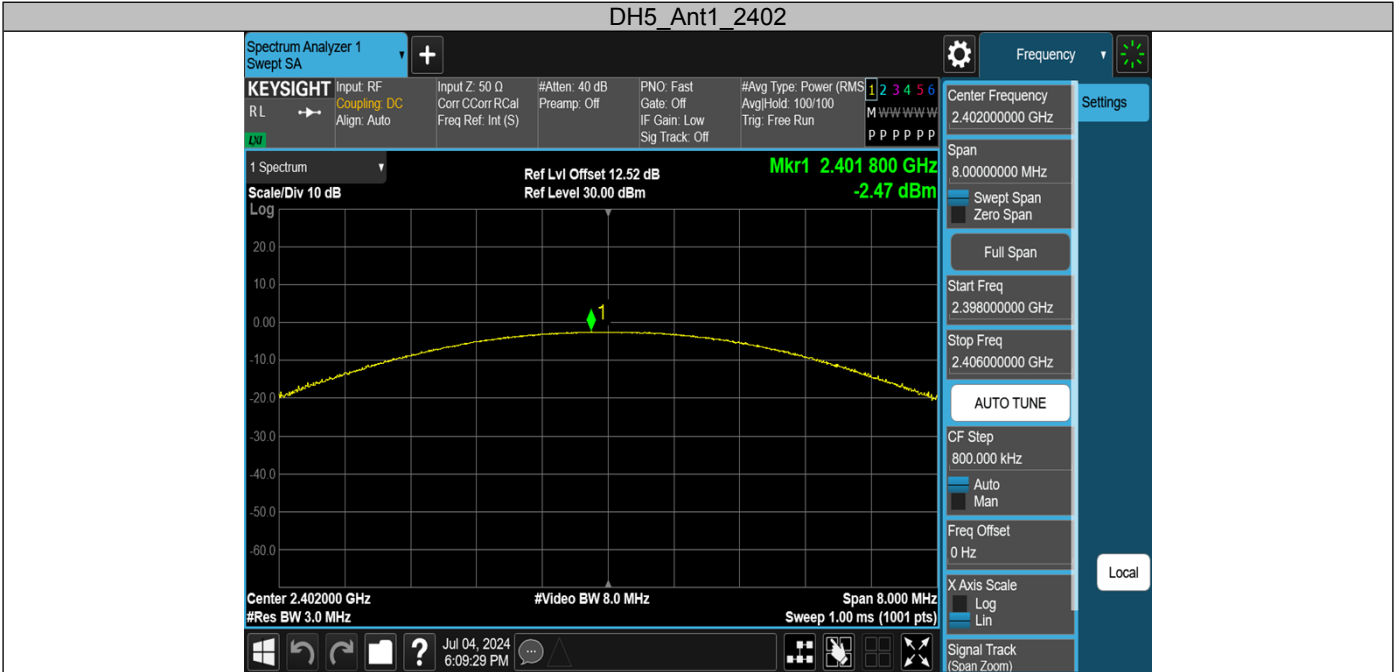 DH5_Ant1_2402
Spectrum Analyzer 1
Swept SA
+
Frequency
KEYSIGHT
R L
LXI
Input: RF
Coupling: DC
Align: Auto
Input Z: 50 Ω
Corr CCorr RCal
Freq Ref: Int (S)
#Atten: 40 dB
Preamp: Off
PNO: Fast
Gate: Off
IF Gain: Low
Sig Track: Off
#Avg Type: Power (RMS
Avg|Hold: 100/100
Trig: Free Run
1 2 3 4 5 6
M W W W W W
P P P P P P
1 Spectrum
Scale/Div 10 dB
Log
Ref Lvl Offset 12.52 dB
Ref Level 30.00 dBm
Mkr1 2.401 800 GHz
-2.47 dBm
20.0
10.0
0.00
-10.0
-20.0
-30.0
-40.0
-50.0
-60.0
1
Center 2.402000 GHz
#Res BW 3.0 MHz
#Video BW 8.0 MHz
Span 8.000 MHz
Sweep 1.00 ms (1001 pts)
?
Jul 04, 2024
6:09:29 PM
Center Frequency
2.402000000 GHz
Settings
Span
8.00000000 MHz
Swept Span
Zero Span
Full Span
Start Freq
2.398000000 GHz
Stop Freq
2.406000000 GHz
AUTO TUNE
CF Step
800.000 kHz
Auto
Man
Freq Offset
0 Hz
X Axis Scale
Log
Lin
Local
Signal Track
(Span Zoom)